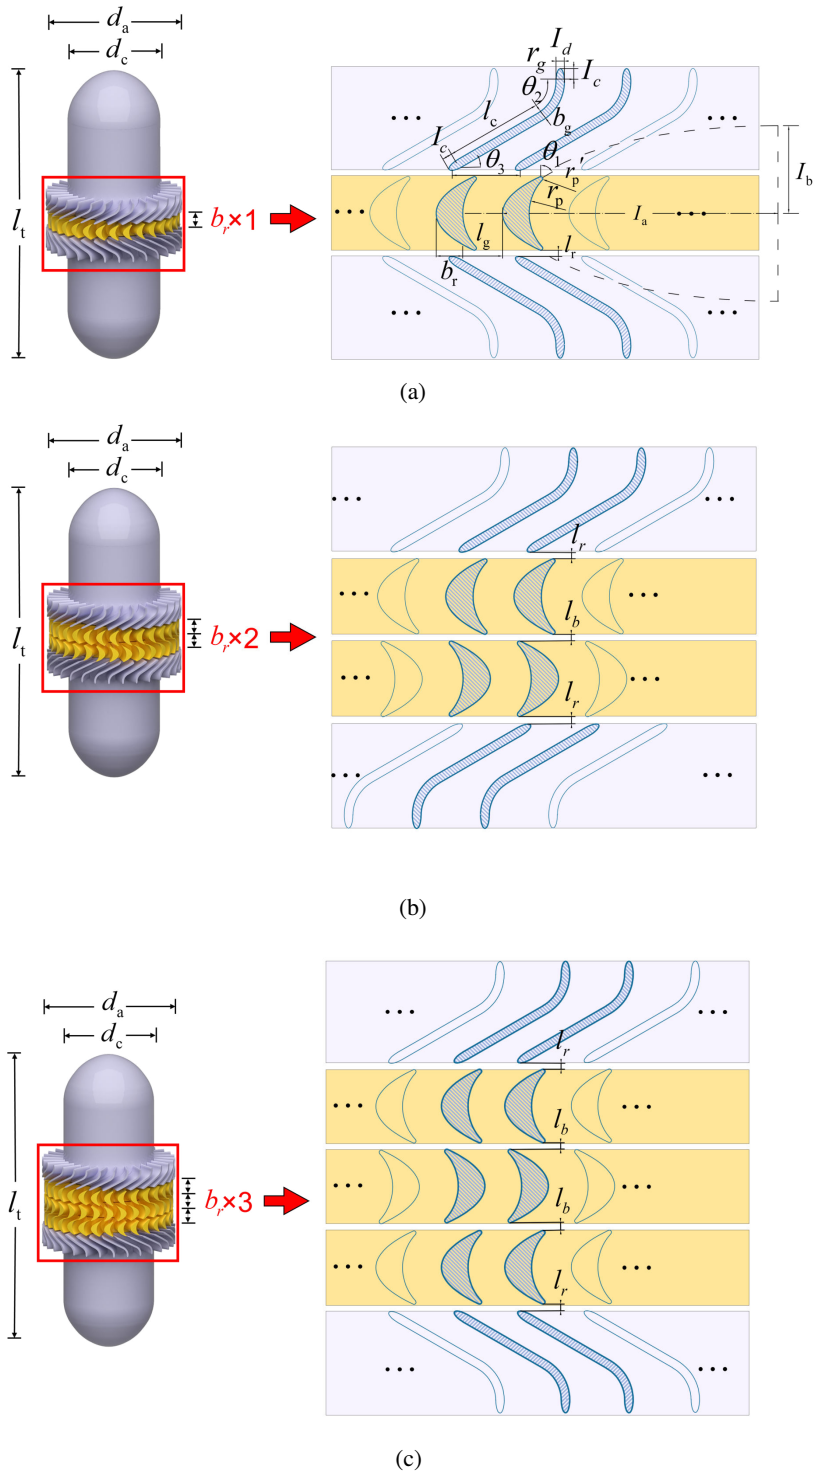 d_a
d_c
l_t
b_r×1
I_d
r_g
I_c
θ_2
l_c
b_g
I_c
θ_3
θ_1
r_p'
r_p
I_b
I_a
l_g
l_r
b_r
•••
•••
•••
•••
•••
•••
(a)
d_a
d_c
l_t
b_r×2
•••
•••
l_r
•••
l_b
•••
•••
•••
l_r
•••
•••
(b)
d_a
d_c
l_t
b_r×3
•••
•••
l_r
•••
•••
l_b
•••
•••
l_b
•••
•••
l_r
•••
•••
(c)